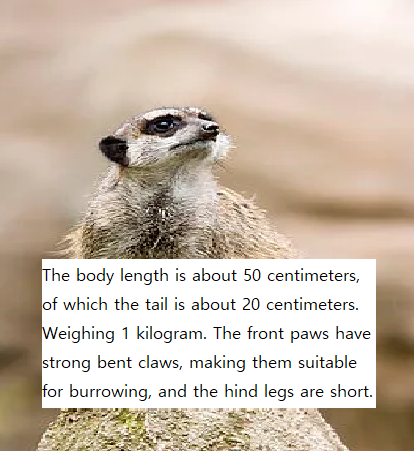 The body length is about 50 centimeters,
of which the tail is about 20 centimeters.
Weighing 1 kilogram. The front paws have
strong bent claws, making them suitable
for burrowing, and the hind legs are short.